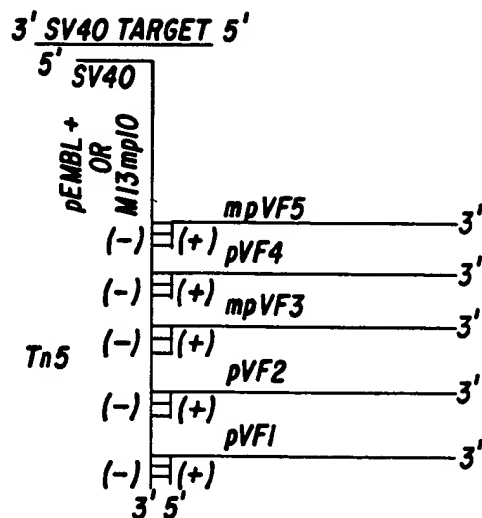 3' SV40 TARGET 5'
5' SV40
pEMBL+
OR
M13mp10
mpVF5 3'
(-) (+)
pVF4 3'
(-) (+)
mpVF3 3'
(-) (+)
Tn5
pVF2 3'
(-) (+)
pVF1 3'
(-) (+)
3' 5'